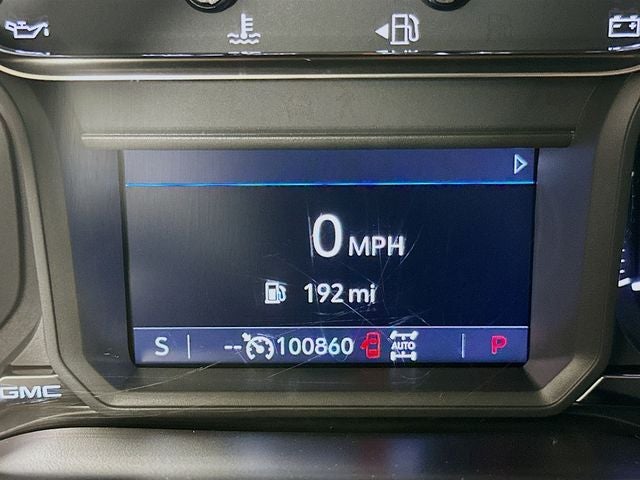 0 MPH
192 mi
S -- 100860 AUTO P
GMC